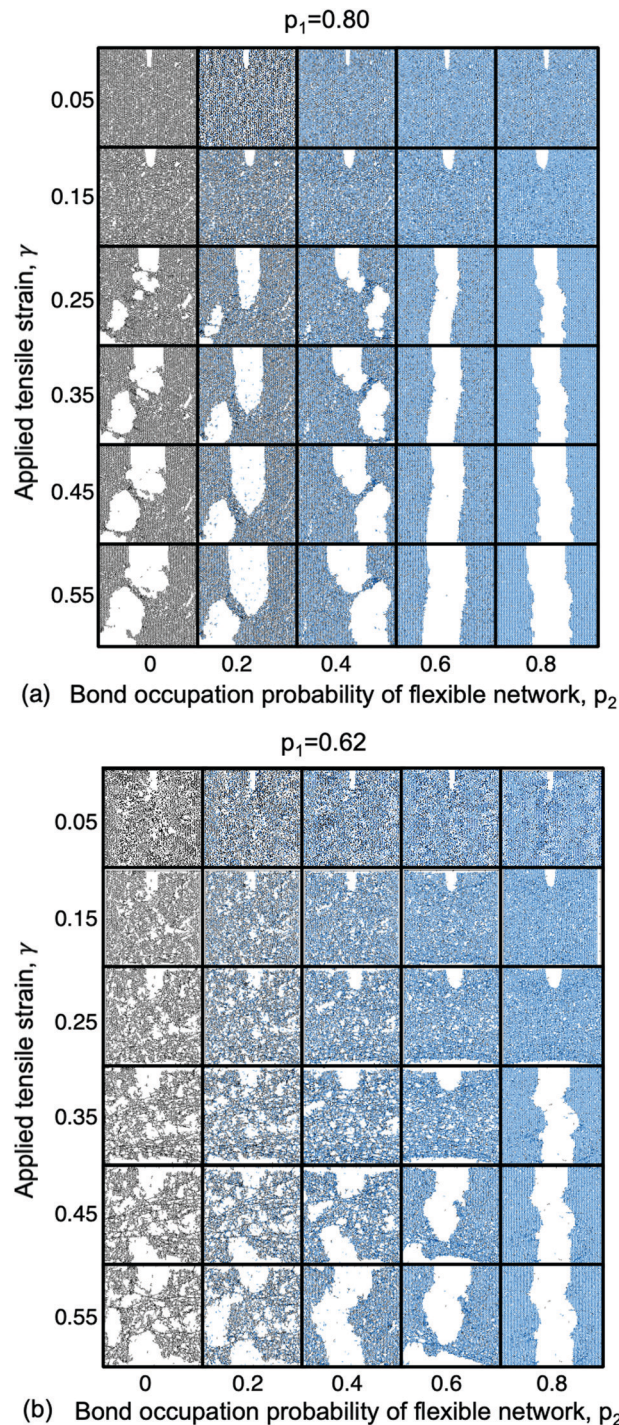 p₁=0.80
Applied tensile strain, γ
0.05
0.15
0.25
0.35
0.45
0.55
0 0.2 0.4 0.6 0.8
(a) Bond occupation probability of flexible network, p₂
p₁=0.62
Applied tensile strain, γ
0.05
0.15
0.25
0.35
0.45
0.55
0 0.2 0.4 0.6 0.8
(b) Bond occupation probability of flexible network, p₂